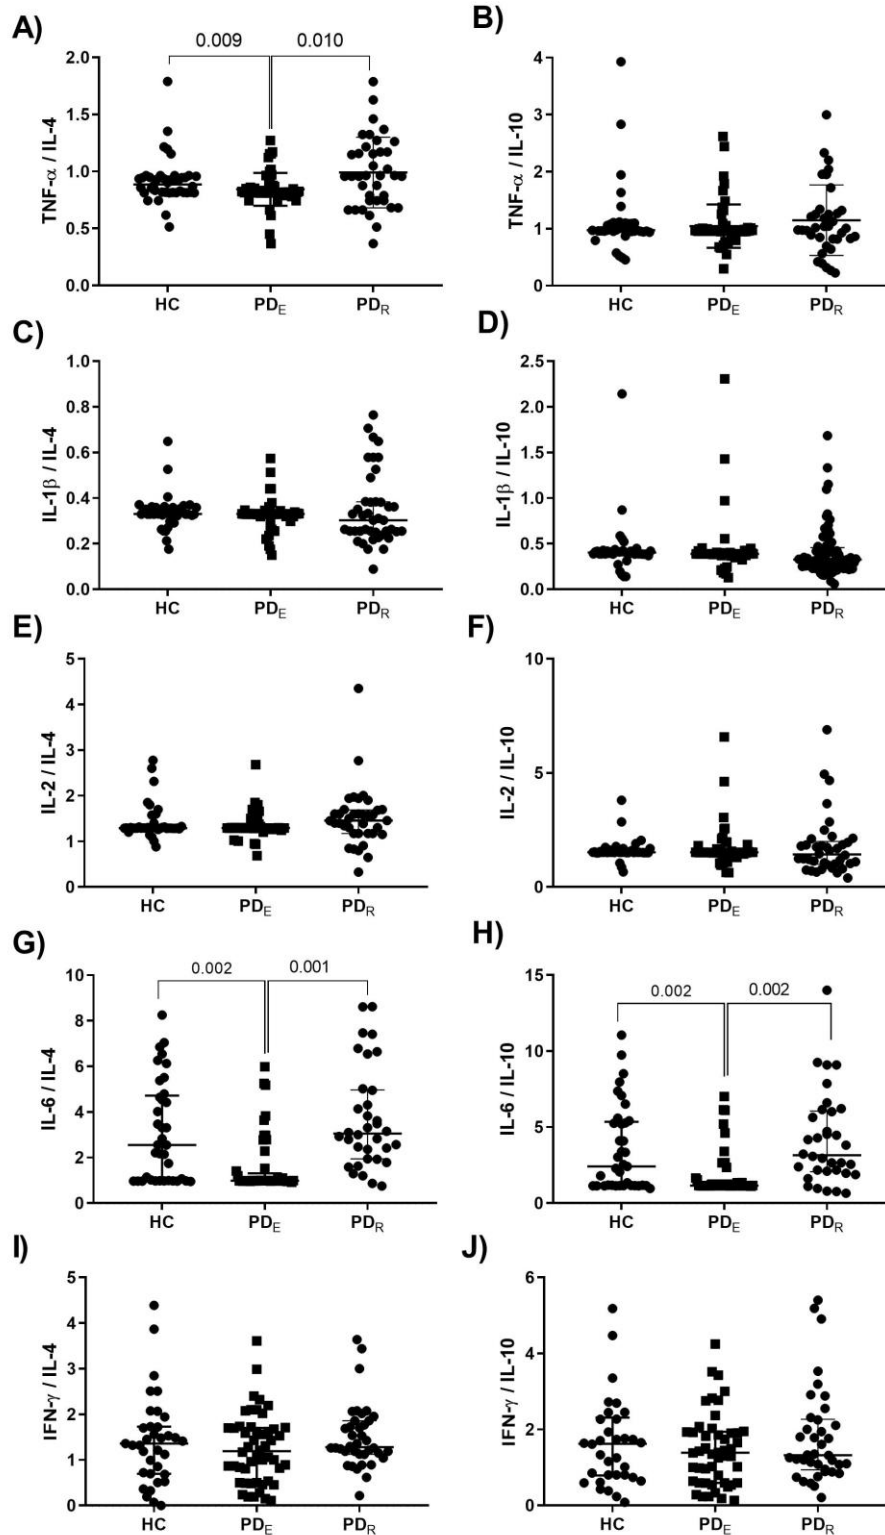 A)
0.009 0.010
TNF-α / IL-4
2.0
1.5
1.0
0.5
0.0
HC PDE PDR
B)
TNF-α / IL-10
4
3
2
1
0
HC PDE PDR
C)
IL-1β / IL-4
1.0
0.8
0.6
0.4
0.2
0.0
HC PDE PDR
D)
IL-1β / IL-10
2.5
2.0
1.5
1.0
0.5
0.0
HC PDE PDR
E)
IL-2 / IL-4
5
4
3
2
1
0
HC PDE PDR
F)
IL-2 / IL-10
10
5
0
HC PDE PDR
G)
0.002 0.001
IL-6 / IL-4
10
8
6
4
2
0
HC PDE PDR
H)
0.002 0.002
IL-6 / IL-10
15
10
5
0
HC PDE PDR
I)
IFN-γ / IL-4
5
4
3
2
1
0
HC PDE PDR
J)
IFN-γ / IL-10
6
4
2
0
HC PDE PDR